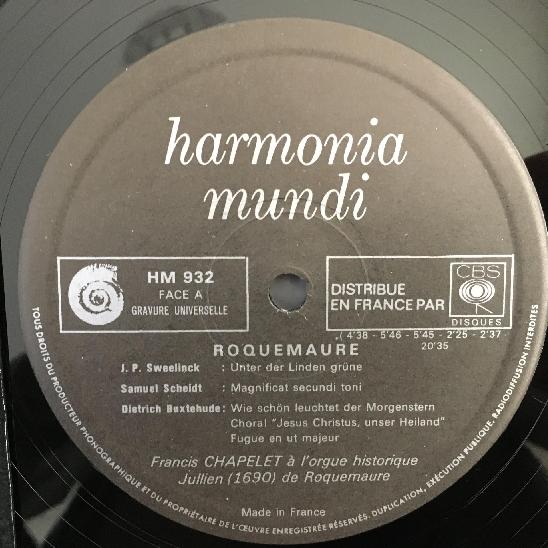 harmonia
mundi
HM 932
FACE A
GRAVURE UNIVERSELLE
DISTRIBUE
EN FRANCE PAR
CBS
DISQUES
( 4'38 - 5'46 - 5'45 - 2'25 - 2'37
20'35
ROQUEMAURE
J. P. Sweelinck : Unter der Linden grüne
Samuel Scheidt : Magnificat secundi toni
Dietrich Buxtehude: Wie schön leuchtet der Morgenstern
Choral "Jesus Christus, unser Heiland"
Fugue en ut majeur
Francis CHAPELET à l'orgue historique
Jullien (1690) de Roquemaure
Made in France
TOUS DROITS DU PRODUCTEUR PHONOGRAPHIQUE ET DU PROPRIÉTAIRE DE L'ŒUVRE ENREGISTRÉE RÉSERVÉS. DUPLICATION, EXÉCUTION PUBLIQUE, RADIODIFFUSION INTERDITES